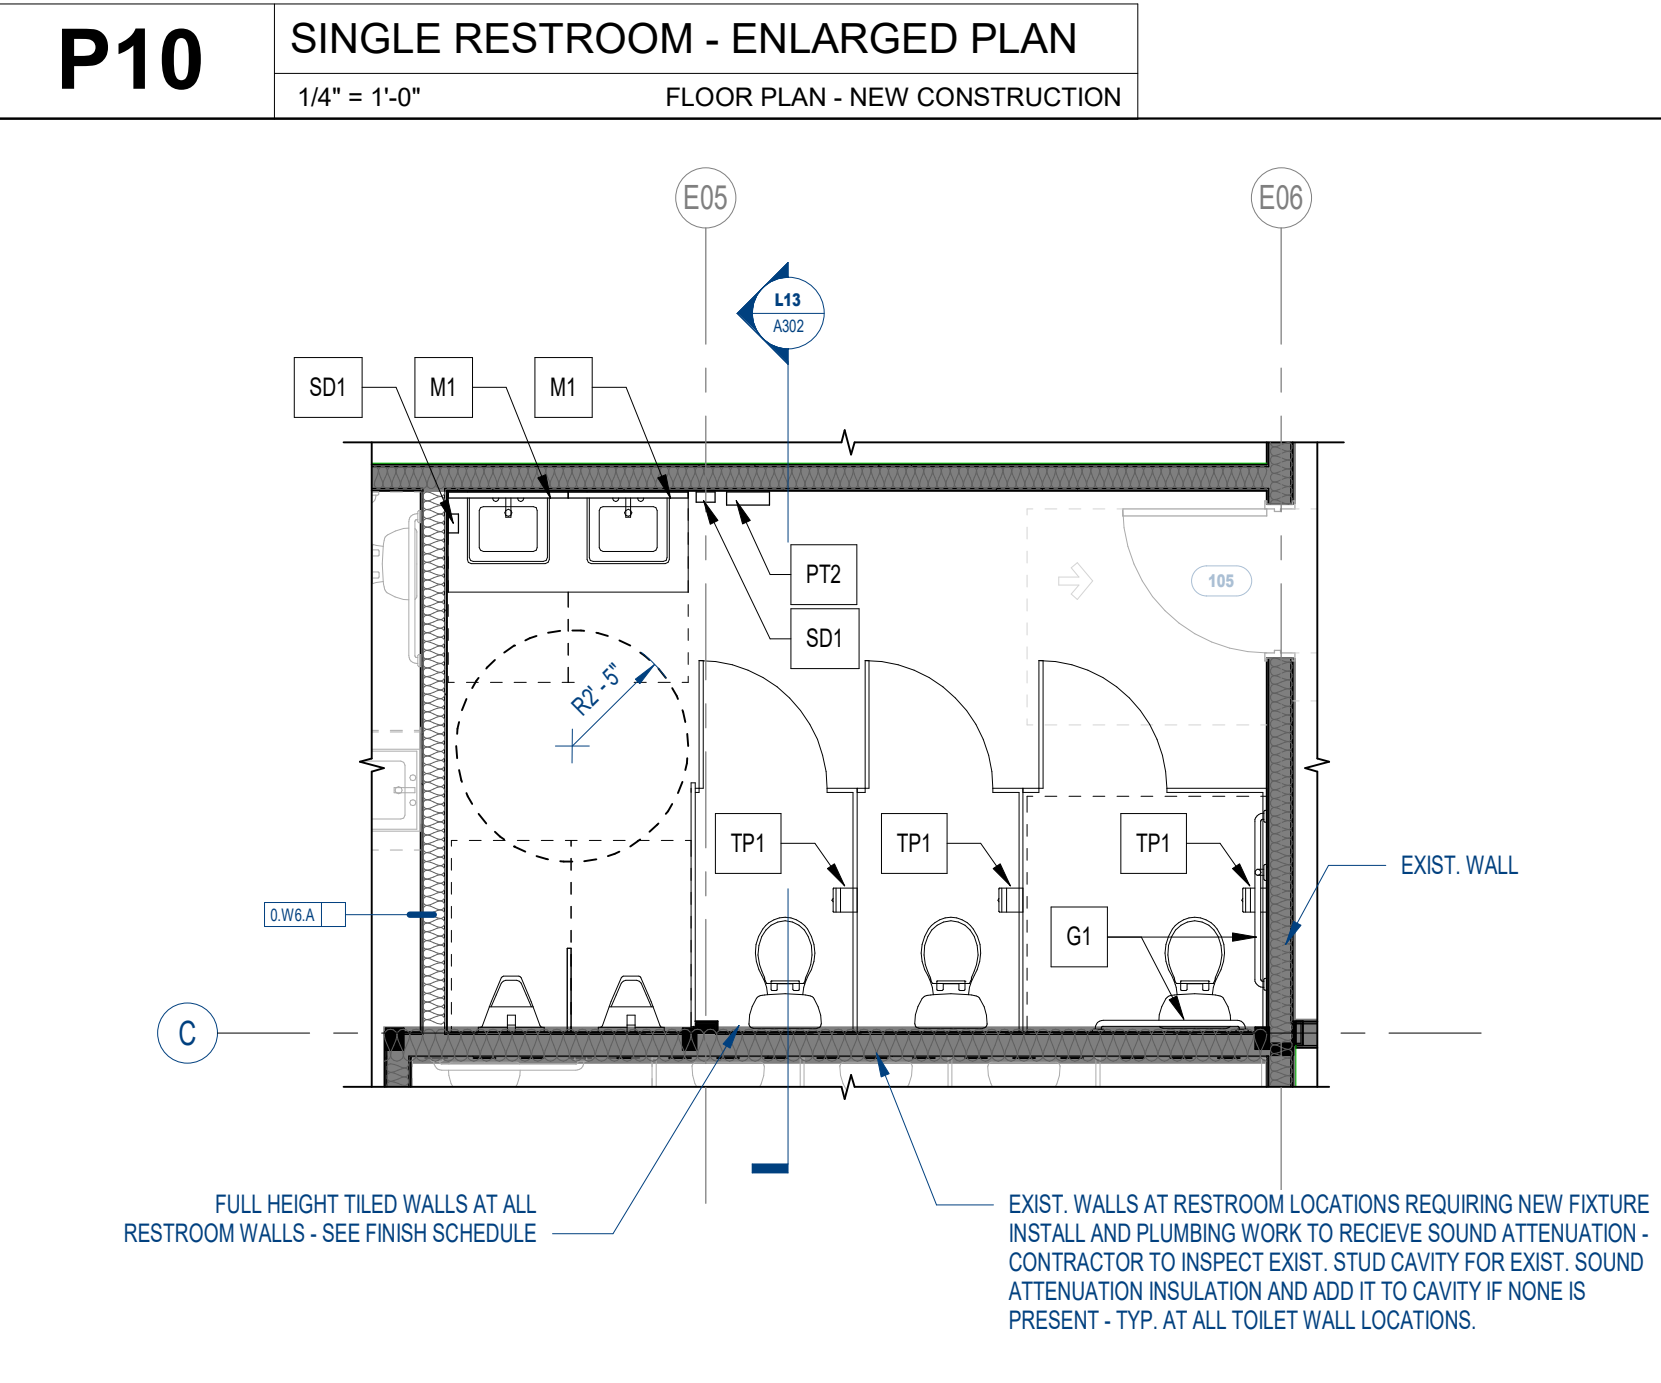 P10
SINGLE RESTROOM - ENLARGED PLAN
1/4" = 1'-0"
FLOOR PLAN - NEW CONSTRUCTION
E05
E06
L13
A302
SD1
M1
M1
PT2
105
SD1
R2' - 5"
TP1
TP1
TP1
EXIST. WALL
0.W6.A
G1
C
FULL HEIGHT TILED WALLS AT ALL
RESTROOM WALLS - SEE FINISH SCHEDULE
EXIST. WALLS AT RESTROOM LOCATIONS REQUIRING NEW FIXTURE
INSTALL AND PLUMBING WORK TO RECIEVE SOUND ATTENUATION -
CONTRACTOR TO INSPECT EXIST. STUD CAVITY FOR EXIST. SOUND
ATTENUATION INSULATION AND ADD IT TO CAVITY IF NONE IS
PRESENT - TYP. AT ALL TOILET WALL LOCATIONS.